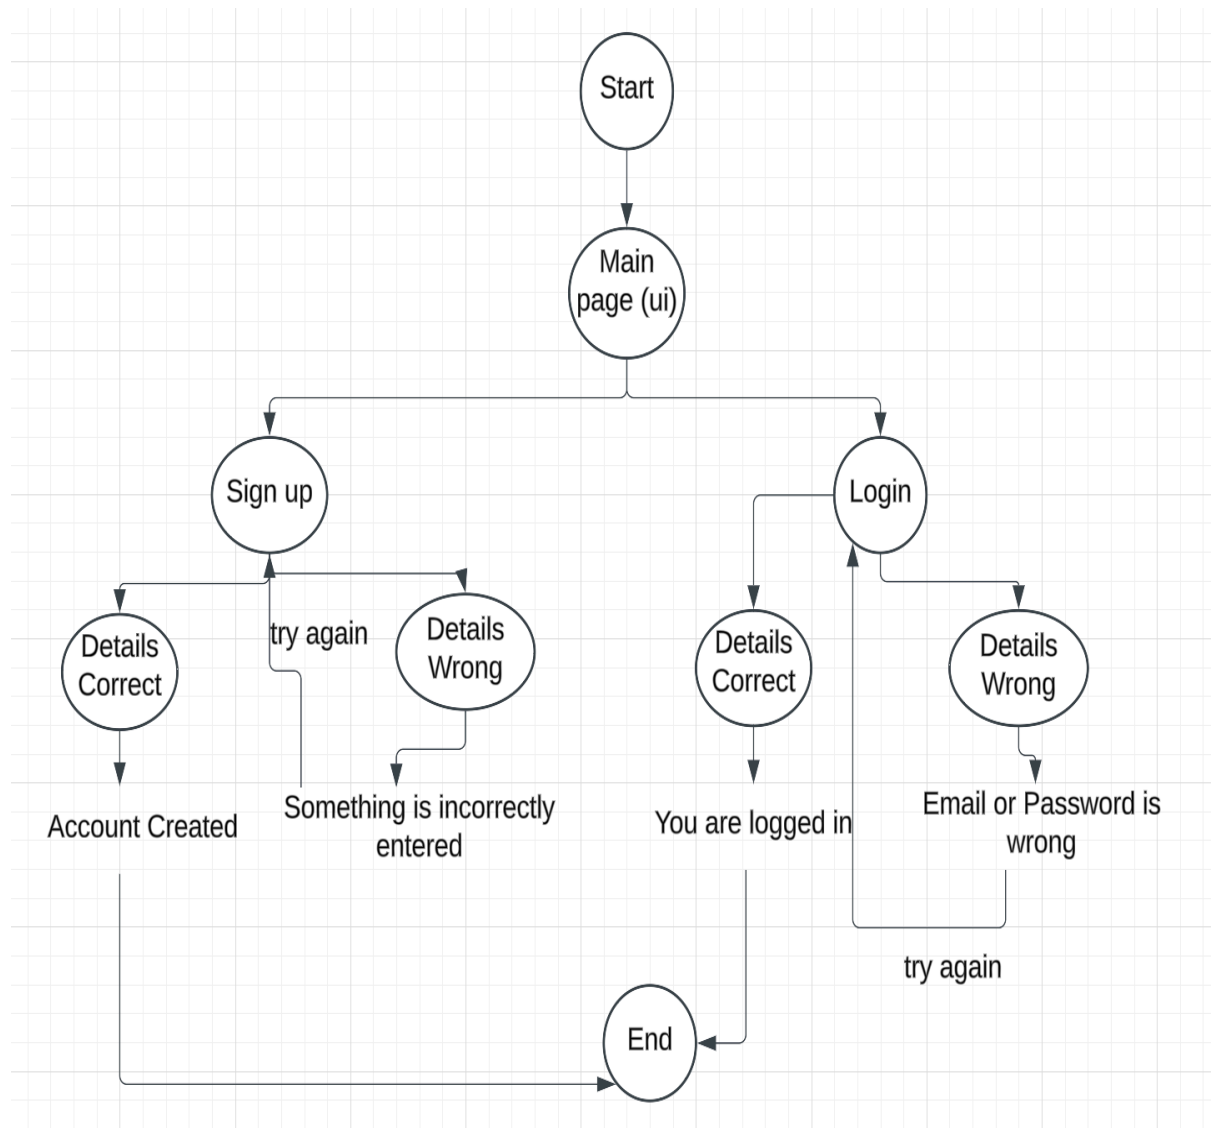 Start
Main
page (ui)
Sign up
Login
try again
Details
Correct
Details
Wrong
Details
Correct
Details
Wrong
Account Created
Something is incorrectly
entered
You are logged in
Email or Password is
wrong
try again
End